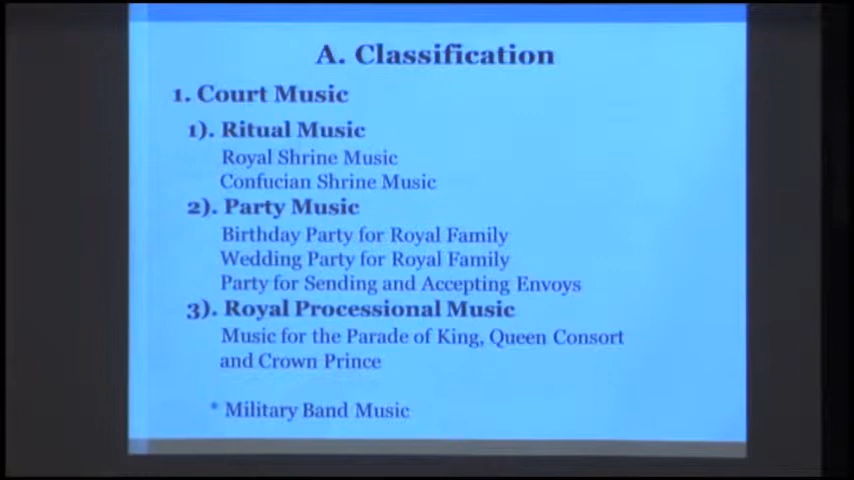 A. Classification
1. Court Music
1). Ritual Music
Royal Shrine Music
Confucian Shrine Music
2). Party Music
Birthday Party for Royal Family
Wedding Party for Royal Family
Party for Sending and Accepting Envoys
3). Royal Processional Music
Music for the Parade of King, Queen Consort
and Crown Prince
* Military Band Music